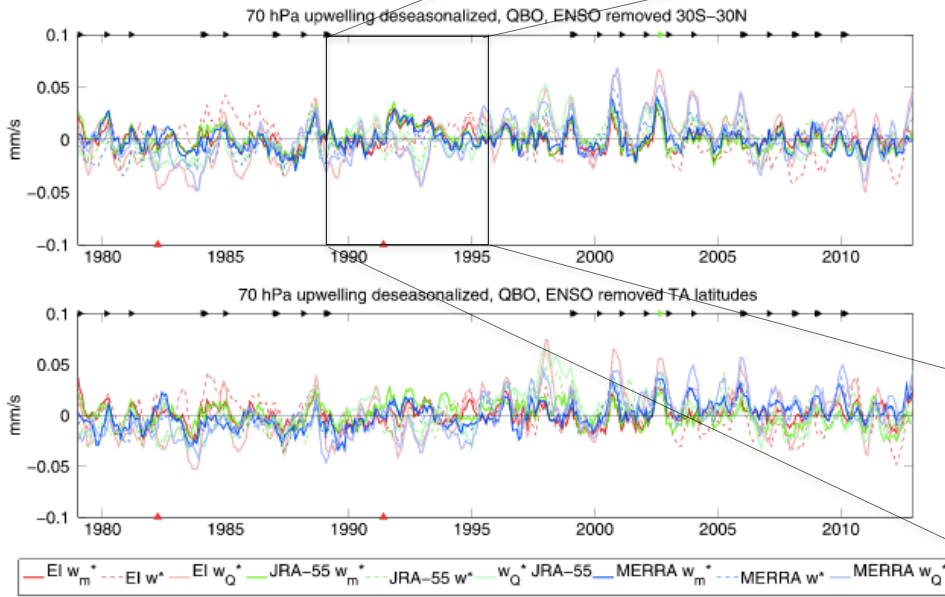 70 hPa upwelling deseasonalized, QBO, ENSO removed 30S−30N
0.1
0.05
0
−0.05
−0.1
mm/s
1980 1985 1990 1995 2000 2005 2010
70 hPa upwelling deseasonalized, QBO, ENSO removed TA latitudes
0.1
0.05
0
−0.05
−0.1
mm/s
1980 1985 1990 1995 2000 2005 2010
EI w_m* EI w* EI w_Q* JRA−55 w_m* JRA−55 w* w_Q* JRA−55 MERRA w_m* MERRA w* MERRA w_Q*